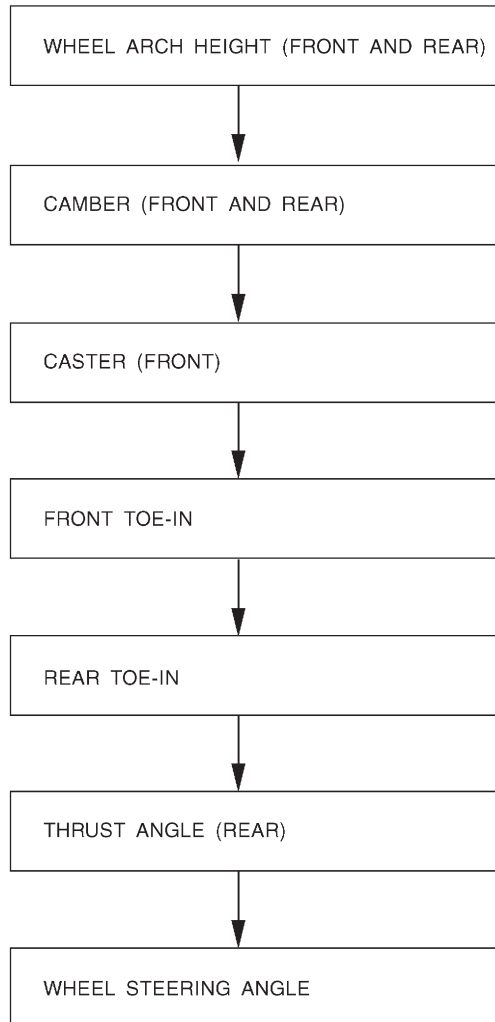 WHEEL ARCH HEIGHT (FRONT AND REAR)
CAMBER (FRONT AND REAR)
CASTER (FRONT)
FRONT TOE-IN
REAR TOE-IN
THRUST ANGLE (REAR)
WHEEL STEERING ANGLE